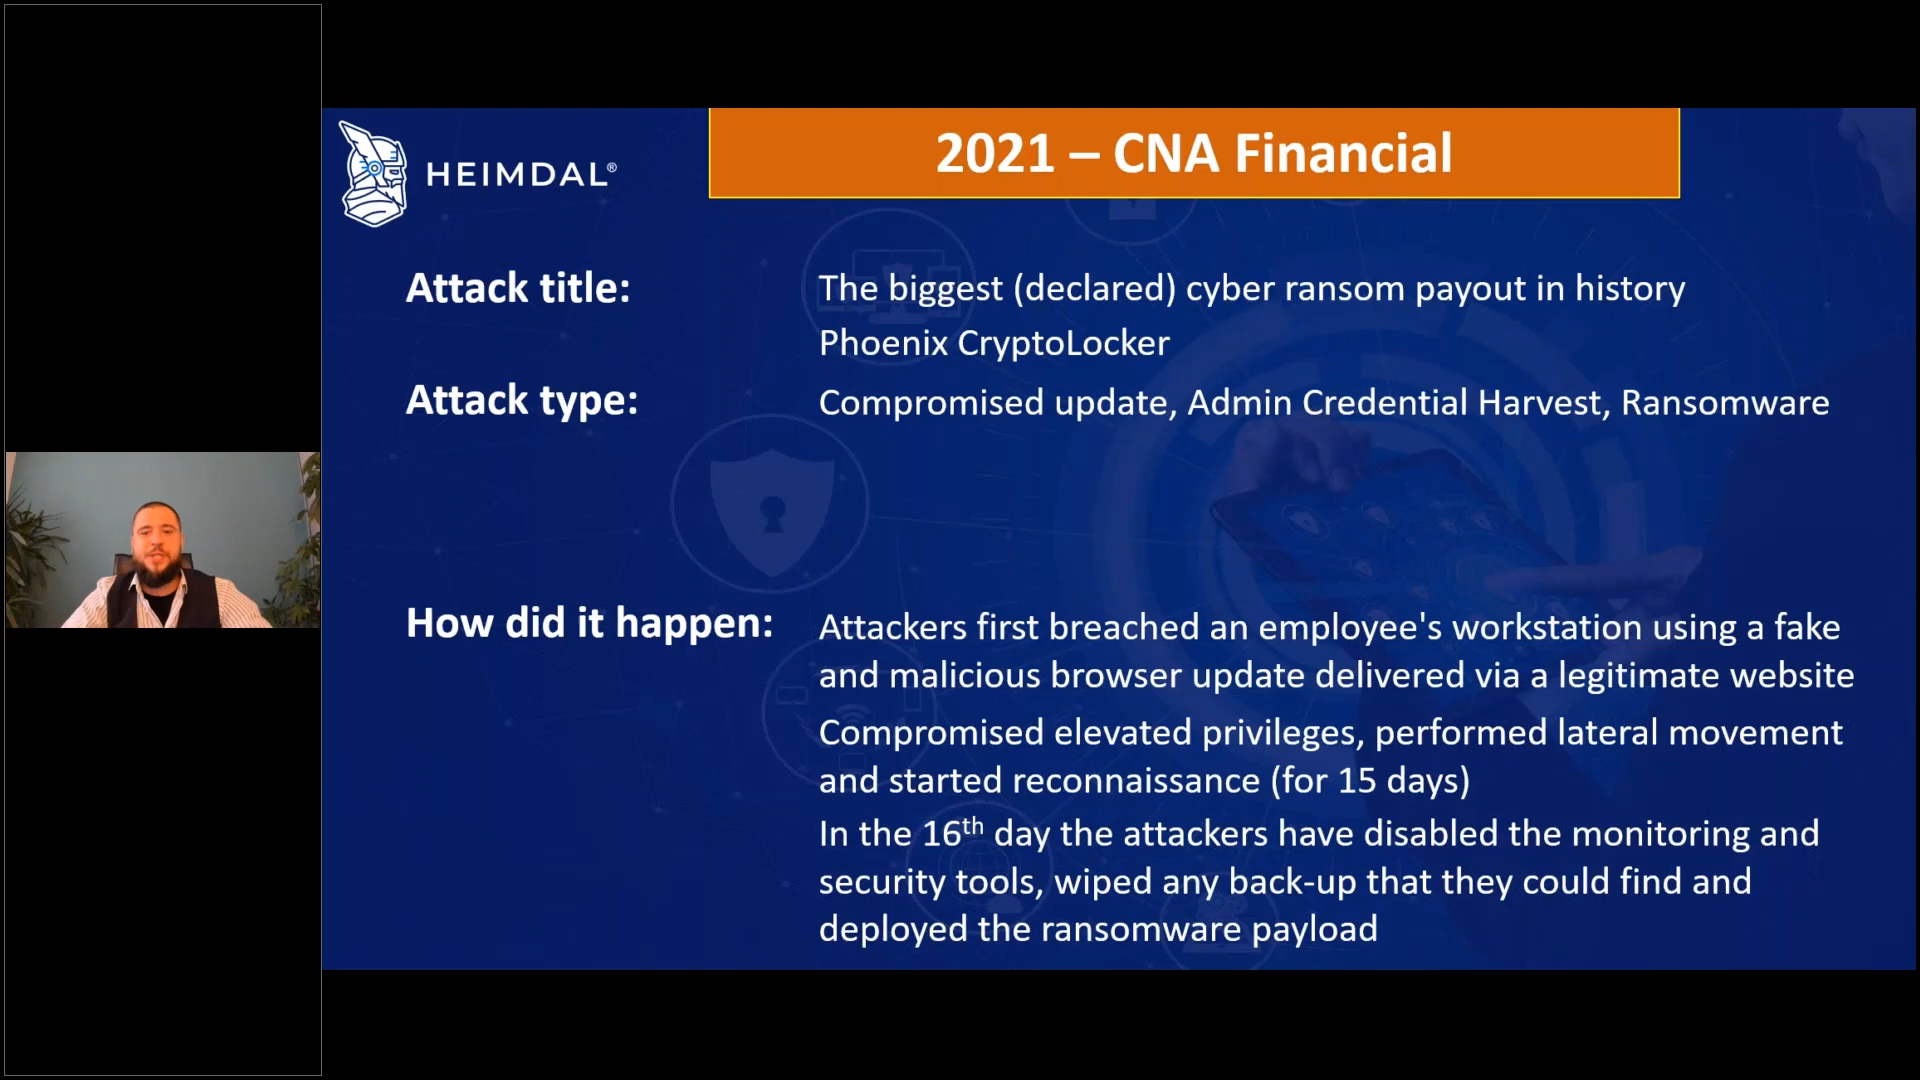 HEIMDAL®
2021 – CNA Financial
Attack title:
The biggest (declared) cyber ransom payout in history
Phoenix CryptoLocker
Attack type:
Compromised update, Admin Credential Harvest, Ransomware
How did it happen:
Attackers first breached an employee's workstation using a fake
and malicious browser update delivered via a legitimate website
Compromised elevated privileges, performed lateral movement
and started reconnaissance (for 15 days)
In the 16th day the attackers have disabled the monitoring and
security tools, wiped any back-up that they could find and
deployed the ransomware payload